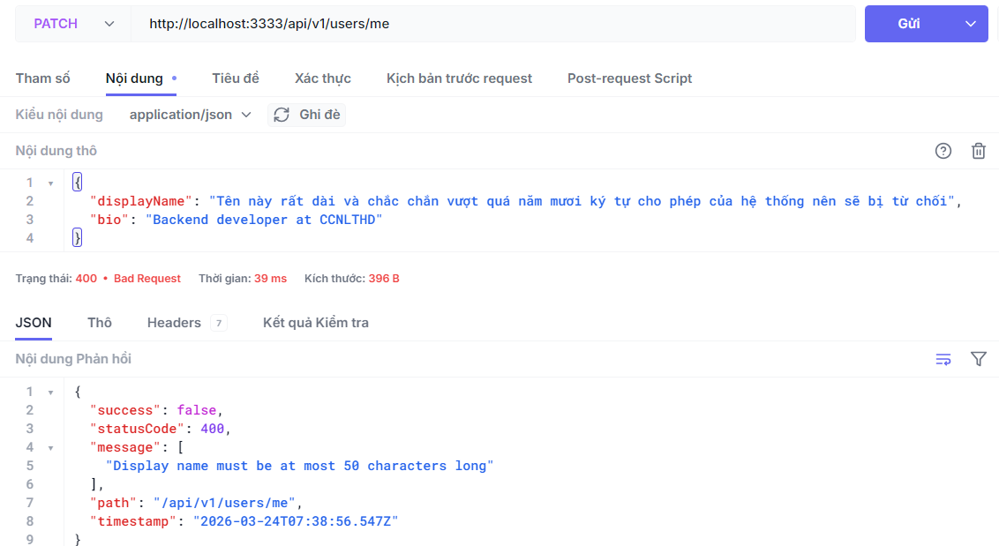 PATCH http://localhost:3333/api/v1/users/me Gửi
Tham số Nội dung Tiêu đề Xác thực Kịch bản trước request Post-request Script
Kiểu nội dung application/json Ghi đè
Nội dung thô
1 {
2 "displayName": "Tên này rất dài và chắc chắn vượt quá năm mươi ký tự cho phép của hệ thống nên sẽ bị từ chối",
3 "bio": "Backend developer at CCNLTHD"
4 }
Trạng thái: 400 • Bad Request Thời gian: 39 ms Kích thước: 396 B
JSON Thô Headers 7 Kết quả Kiểm tra
Nội dung Phản hồi
1 {
2 "success": false,
3 "statusCode": 400,
4 "message": [
5 "Display name must be at most 50 characters long"
6 ],
7 "path": "/api/v1/users/me",
8 "timestamp": "2026-03-24T07:38:56.547Z"
9 }